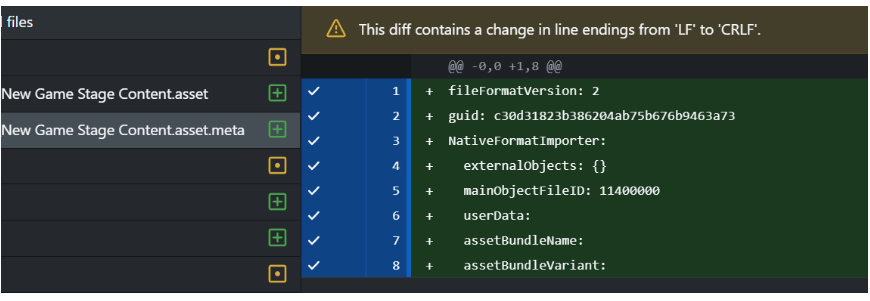 files
New Game Stage Content.asset
New Game Stage Content.asset.meta
This diff contains a change in line endings from 'LF' to 'CRLF'.
@@ -0,0 +1,8 @@
1 + fileFormatVersion: 2
2 + guid: c30d31823b386204ab75b676b9463a73
3 + NativeFormatImporter:
4 + externalObjects: {}
5 + mainObjectFileID: 11400000
6 + userData:
7 + assetBundleName:
8 + assetBundleVariant: